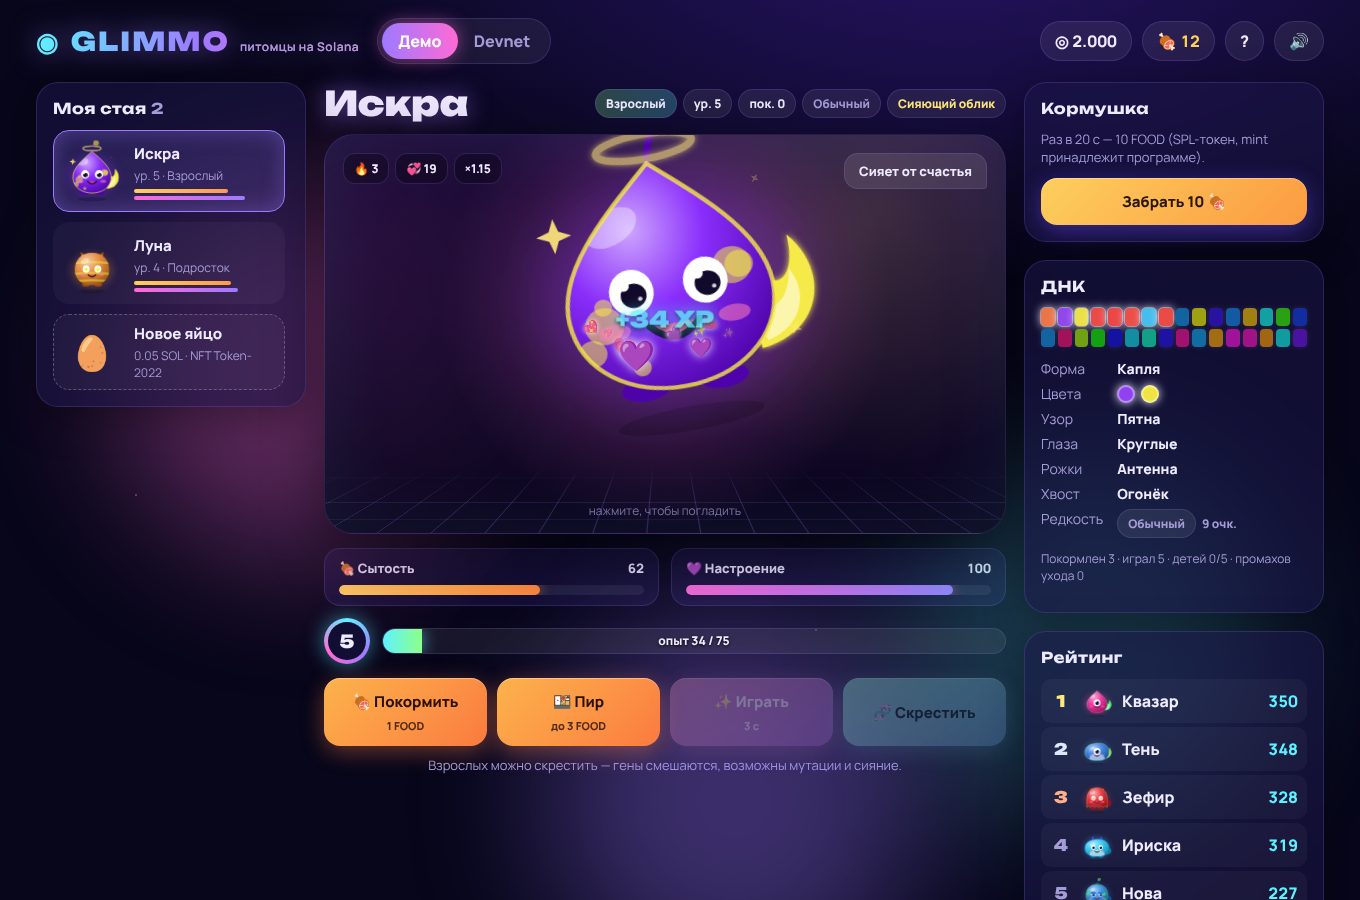 GLIMMO
питомцы на Solana
Демо
Devnet
◎ 2.000
🍖 12
?
🔊
Моя стая 2
Искра
ур. 5 · Взрослый
Луна
ур. 4 · Подросток
Новое яйцо
0.05 SOL · NFT Token-
2022
Искра
Взрослый
ур. 5
пок. 0
Обычный
Сияющий облик
🔥 3
💞 19
×1.15
Сияет от счастья
+34 XP
нажмите, чтобы погладить
🍖 Сытость
62
💜 Настроение
100
5
опыт 34 / 75
🍖 Покормить
1 FOOD
🍱 Пир
до 3 FOOD
✨ Играть
3 с
🧬 Скрестить
Взрослых можно скрестить — гены смешаются, возможны мутации и сияние.
Кормушка
Раз в 20 с — 10 FOOD (SPL-токен, mint
принадлежит программе).
Забрать 10 🍖
ДНК
Форма
Капля
Цвета
Узор
Пятна
Глаза
Круглые
Рожки
Антенна
Хвост
Огонёк
Редкость
Обычный
9 очк.
Покормлен 3 · играл 5 · детей 0/5 · промахов
ухода 0
Рейтинг
1 Квазар 350
2 Тень 348
3 Зефир 328
4 Ириска 319
5 Нова 227